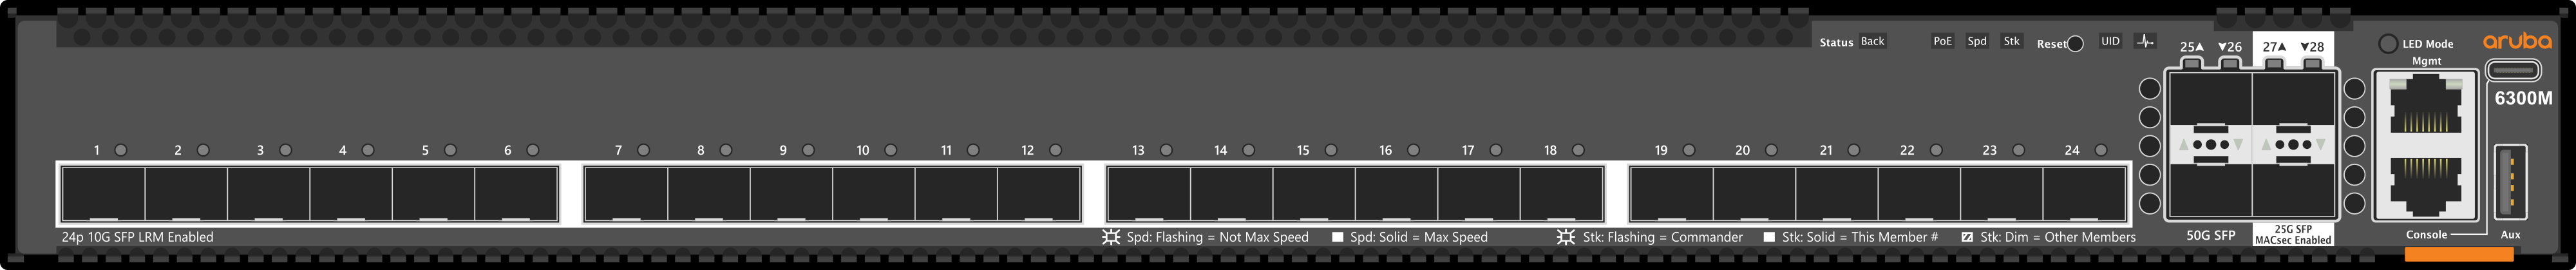 Status Back PoE Spd Stk Reset UID
25▲ ▼26 27▲ ▼28
LED Mode
aruba
Mgmt
6300M
1 2 3 4 5 6 7 8 9 10 11 12 13 14 15 16 17 18 19 20 21 22 23 24
24p 10G SFP LRM Enabled
Spd: Flashing = Not Max Speed Spd: Solid = Max Speed Stk: Flashing = Commander Stk: Solid = This Member # Stk: Dim = Other Members
50G SFP
25G SFP
MACsec Enabled
Console
Aux